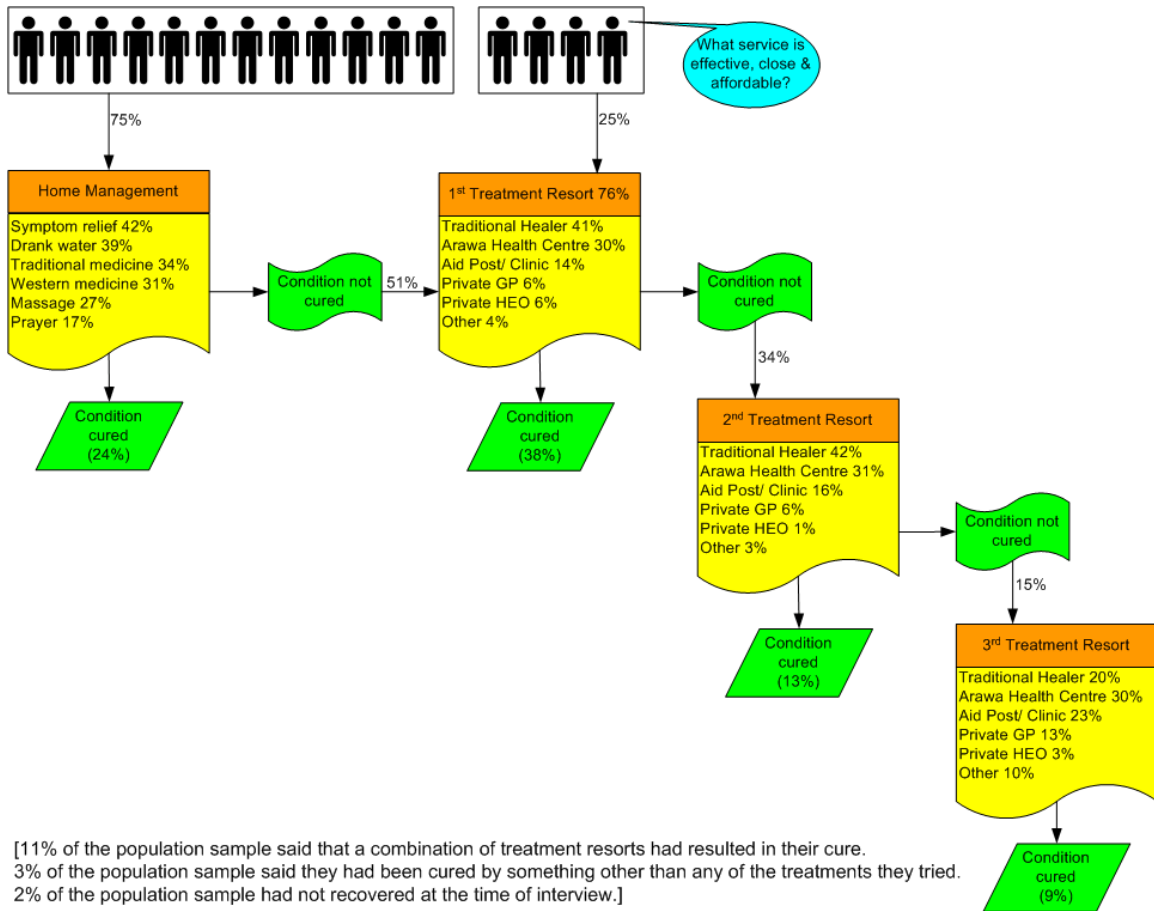 What service is
effective, close &
affordable?
75%
25%
Home Management
Symptom relief 42%
Drank water 39%
Traditional medicine 34%
Western medicine 31%
Massage 27%
Prayer 17%
Condition not
cured
51%
1st Treatment Resort 76%
Traditional Healer 41%
Arawa Health Centre 30%
Aid Post/ Clinic 14%
Private GP 6%
Private HEO 6%
Other 4%
Condition not
cured
34%
Condition
cured
(24%)
Condition
cured
(38%)
2nd Treatment Resort
Traditional Healer 42%
Arawa Health Centre 31%
Aid Post/ Clinic 16%
Private GP 6%
Private HEO 1%
Other 3%
Condition not
cured
15%
Condition
cured
(13%)
3rd Treatment Resort
Traditional Healer 20%
Arawa Health Centre 30%
Aid Post/ Clinic 23%
Private GP 13%
Private HEO 3%
Other 10%
Condition
cured
(9%)
[11% of the population sample said that a combination of treatment resorts had resulted in their cure.
3% of the population sample said they had been cured by something other than any of the treatments they tried.
2% of the population sample had not recovered at the time of interview.]